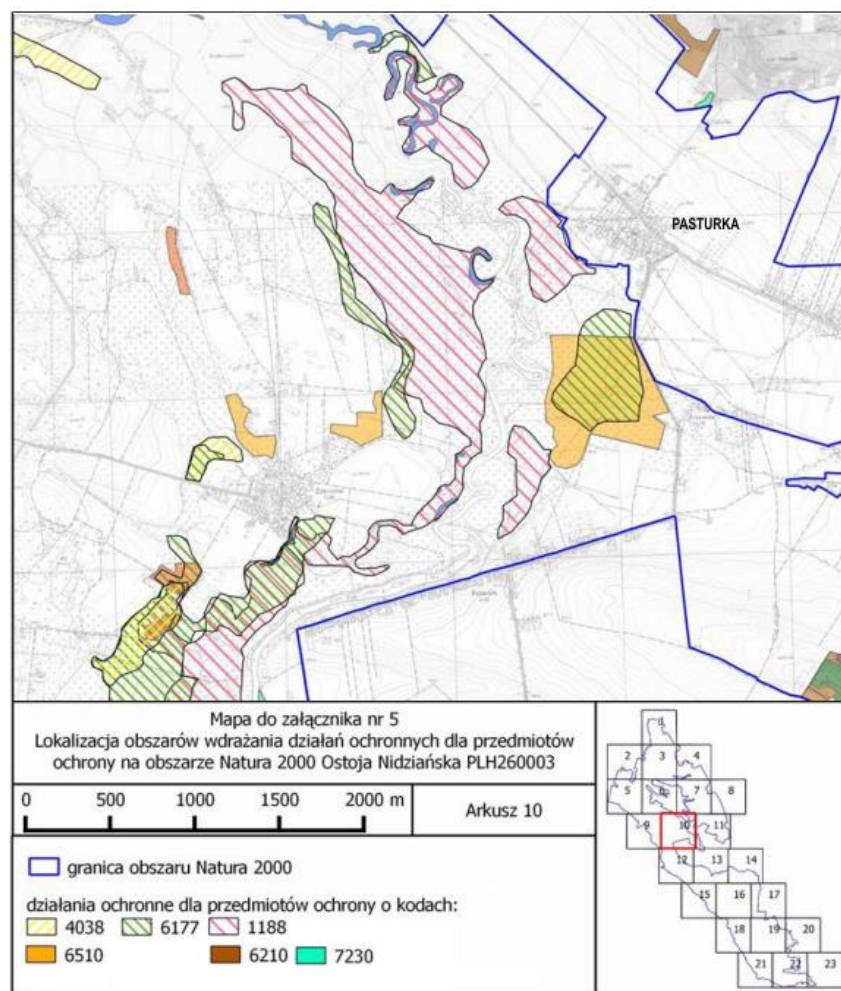 PASTURKA
Mapa do załącznika nr 5
Lokalizacja obszarów wdrażania działań ochronnych dla przedmiotów
ochrony na obszarze Natura 2000 Ostoja Nidziańska PLH260003
0 500 1000 1500 2000 m
Arkusz 10
granica obszaru Natura 2000
działania ochronne dla przedmiotów ochrony o kodach:
4038 6177 1188
6510 6210 7230
2 3 4
5 6 7 8
9 10 11
12 13 14
15 16 17
18 19 20
21 22 23